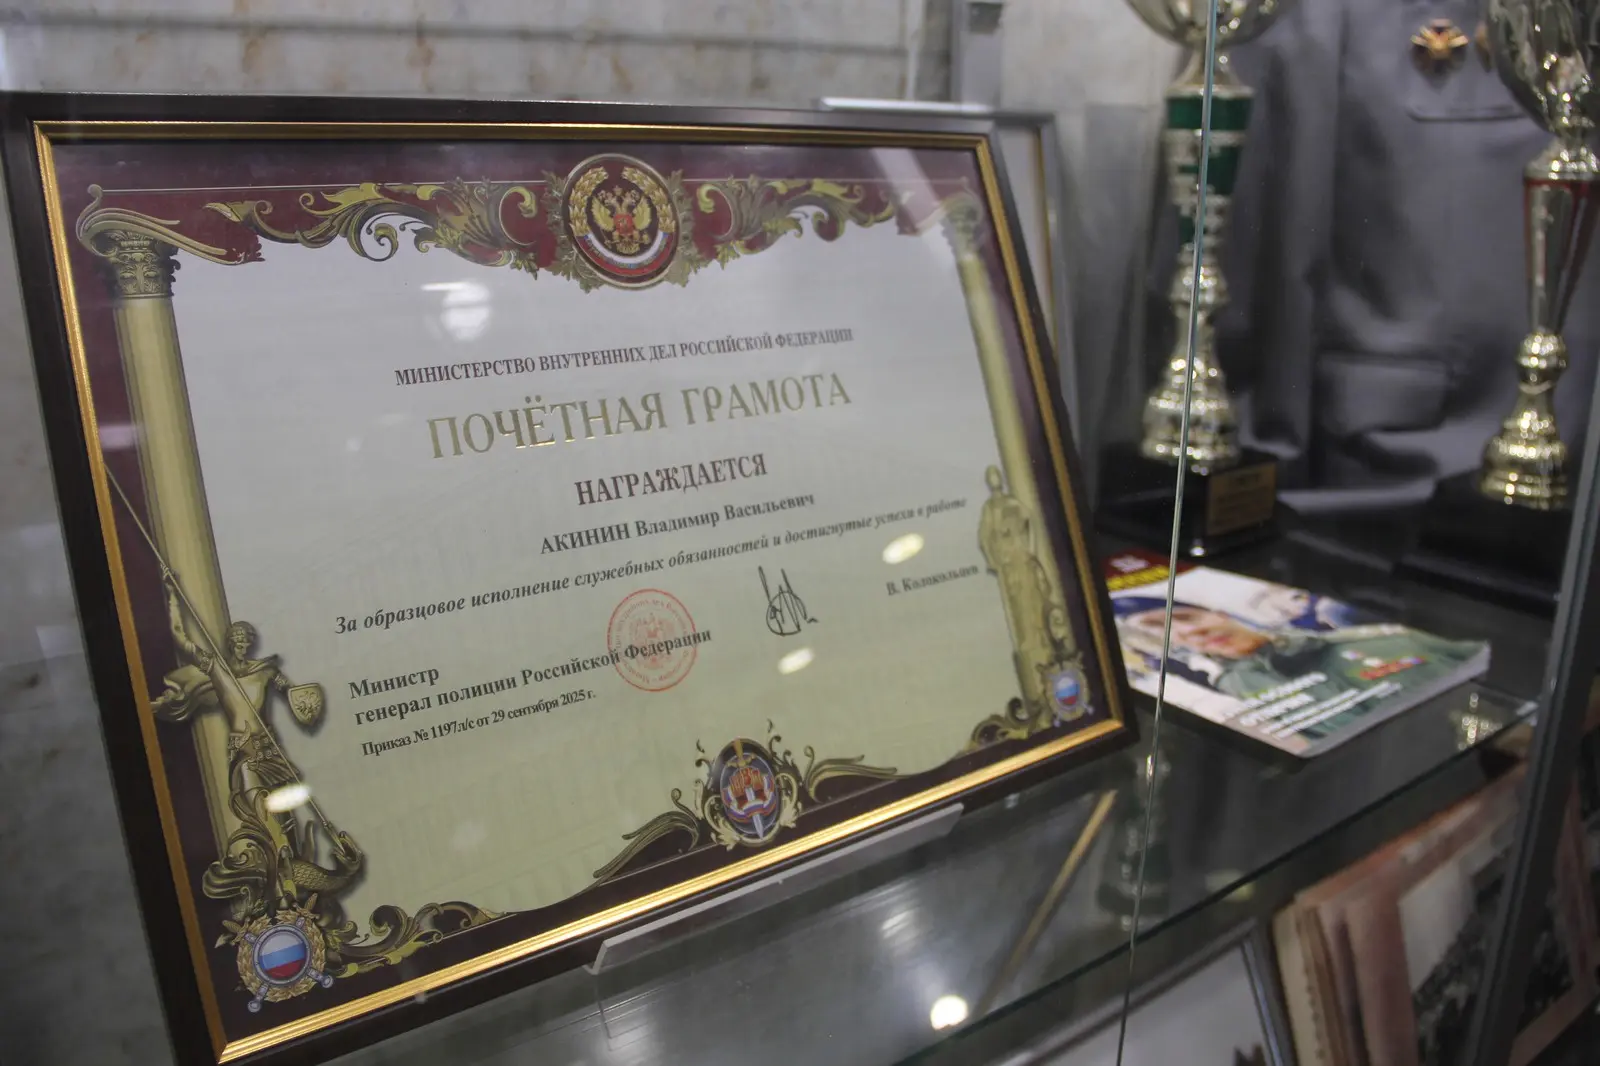 МИНИСТЕРСТВО ВНУТРЕННИХ ДЕЛ РОССИЙСКОЙ ФЕДЕРАЦИИ
ПОЧЁТНАЯ ГРАМОТА
НАГРАЖДАЕТСЯ
АКИНИН Владимир Васильевич
За образцовое исполнение служебных обязанностей и достигнутые успехи в работе
Министр
генерал полиции Российской Федерации
В. Колокольцев
Приказ № 1197л/с от 29 сентября 2025 г.